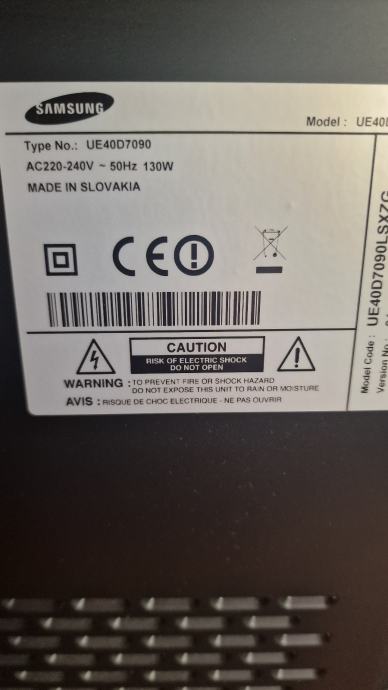 SAMSUNG
Model : UE40
Type No.: UE40D7090
AC220-240V ~ 50Hz 130W
MADE IN SLOVAKIA
CAUTION
RISK OF ELECTRIC SHOCK
DO NOT OPEN
WARNING : TO PREVENT FIRE OR SHOCK HAZARD
DO NOT EXPOSE THIS UNIT TO RAIN OR MOISTURE
AVIS : RISQUE DE CHOC ELECTRIQUE - NE PAS OUVRIR
Model Code : UE40D7090LSXZG
Version No.: